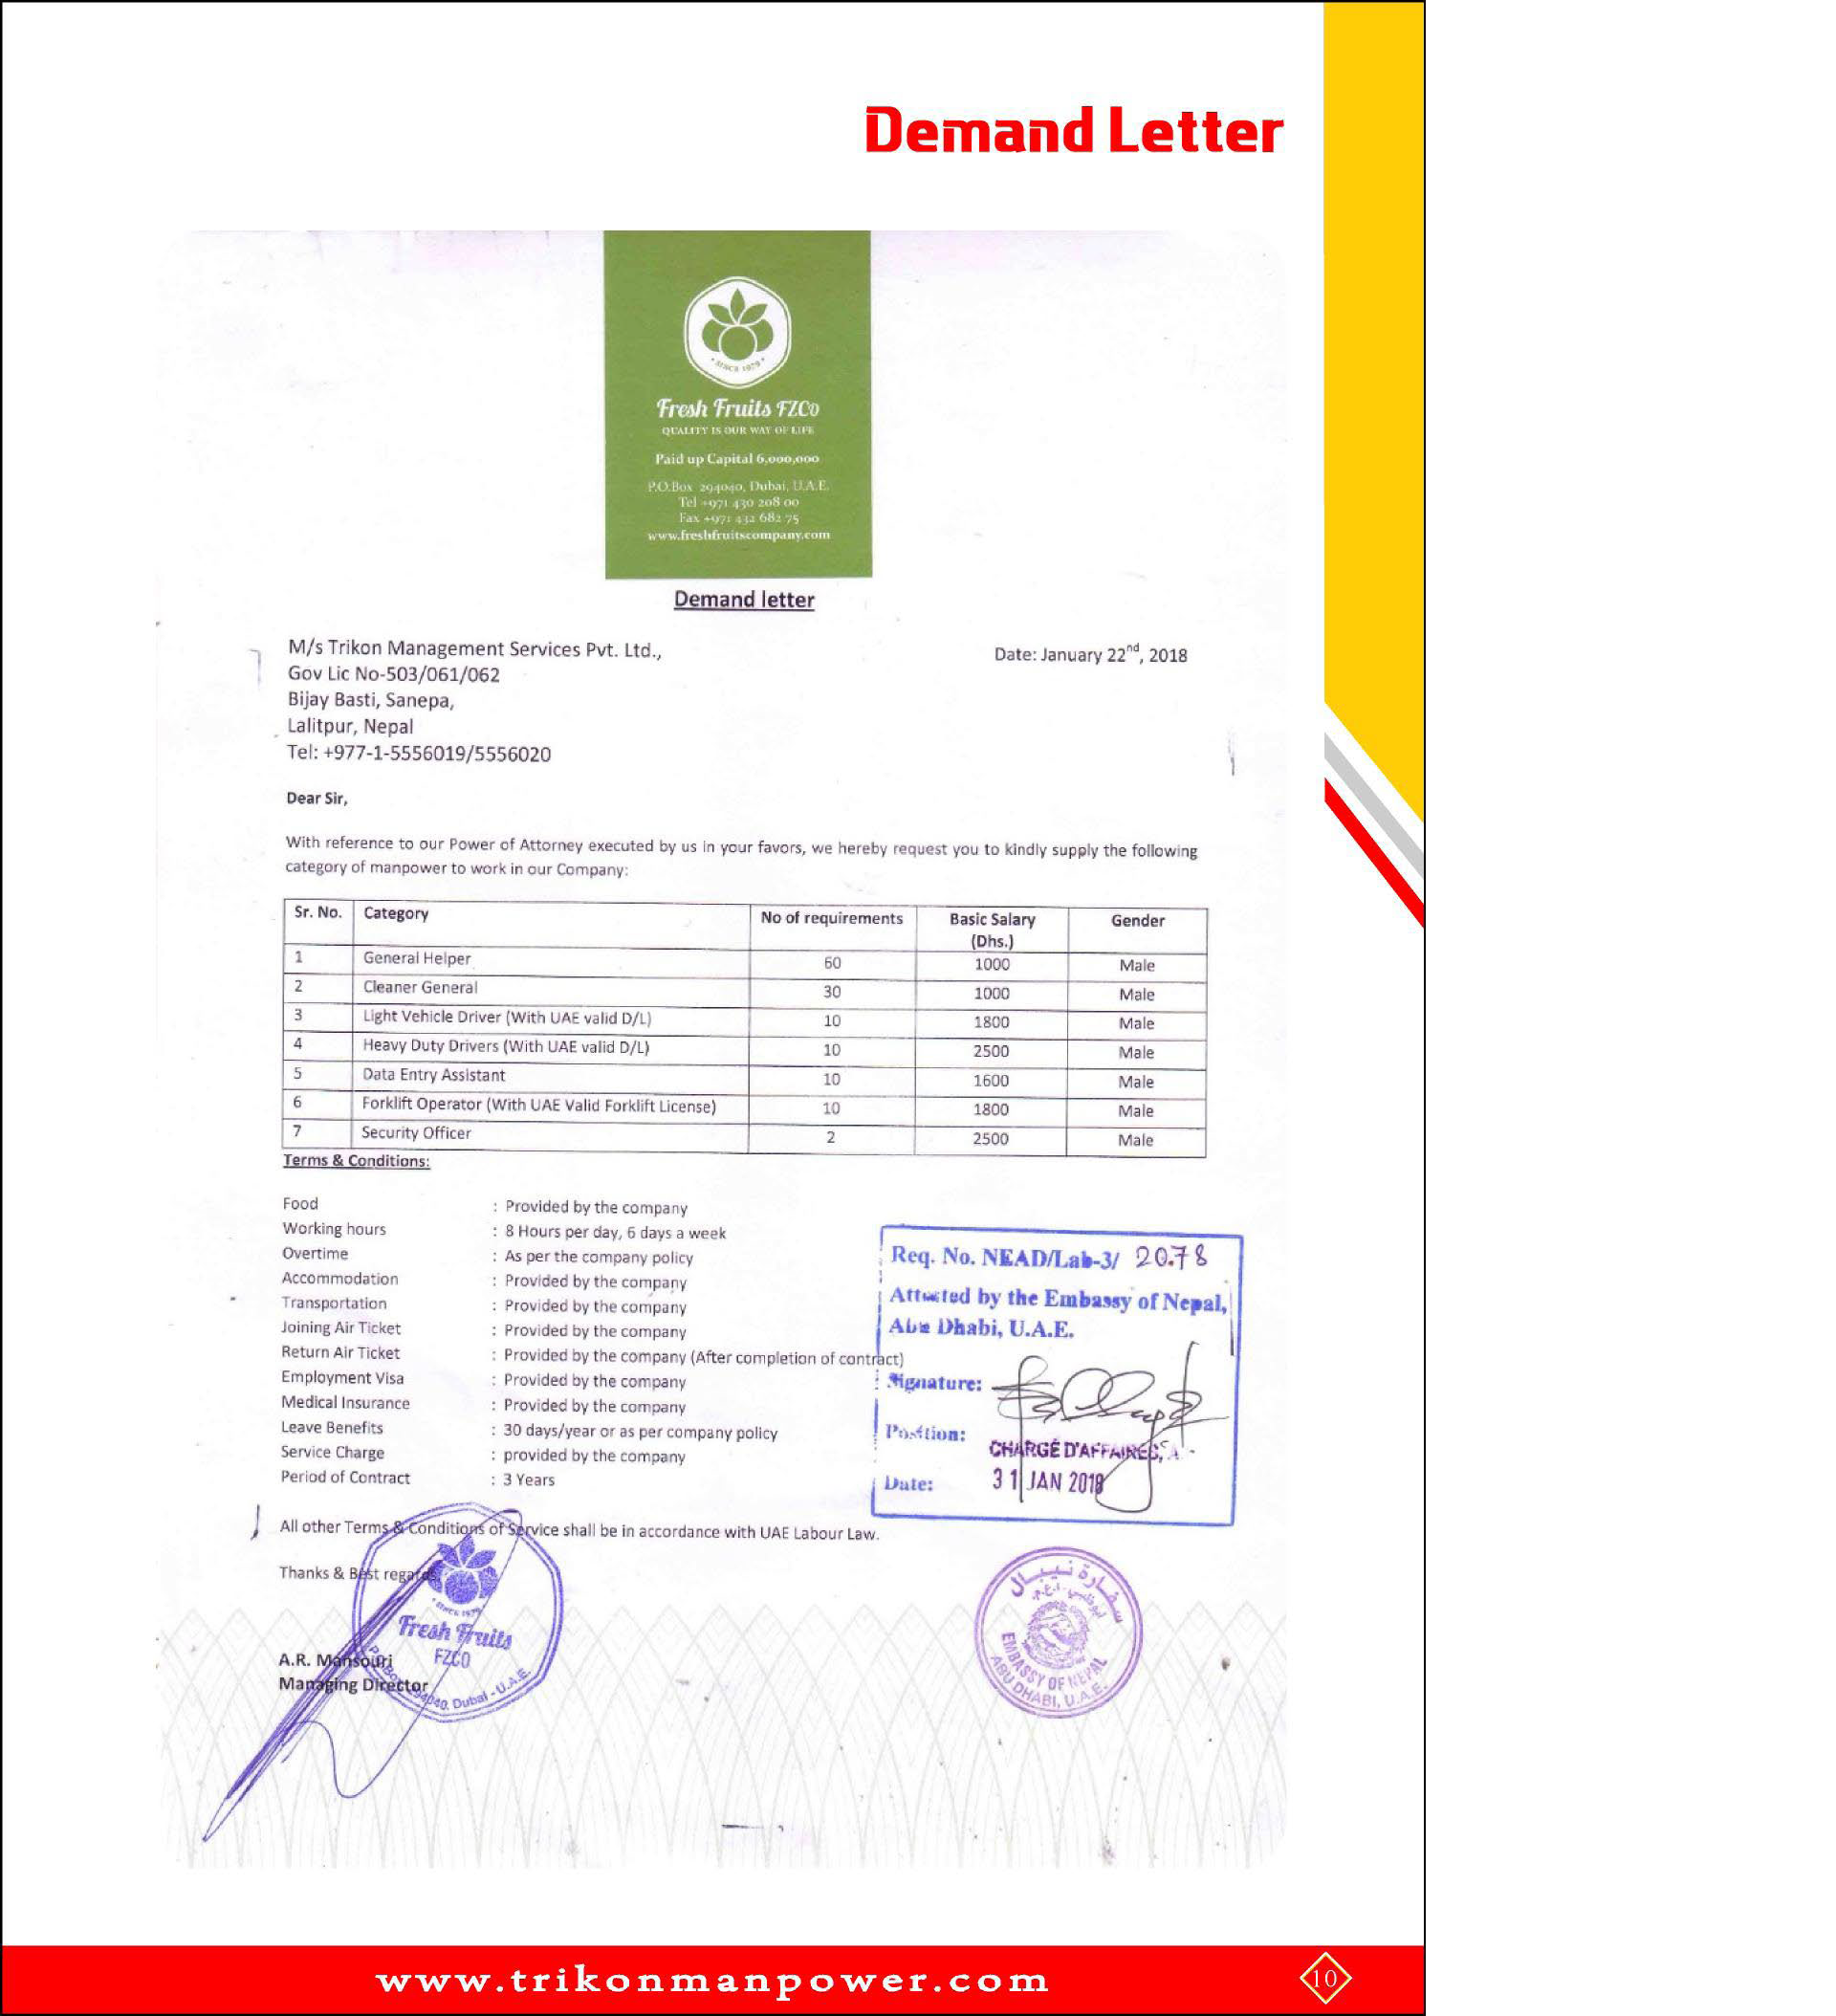 Demand Letter
SINCE 1979
Fresh Fruits FZCo
QUALITY IS OUR WAY OF LIFE
Paid up Capital 6,000,000
P.O.Box 294040, Dubai, U.A.E.
Tel +971 430 208 00
Fax +971 432 682 75
www.freshfruitscompany.com
Demand letter
M/s Trikon Management Services Pvt. Ltd.,
Date: January 22nd, 2018
Gov Lic No-503/061/062
Bijay Basti, Sanepa,
Lalitpur, Nepal
Tel: +977-1-5556019/5556020
Dear Sir,
With reference to our Power of Attorney executed by us in your favors, we hereby request you to kindly supply the following
category of manpower to work in our Company:
Sr. No. Category No of requirements Basic Salary (Dhs.) Gender
1 General Helper 60 1000 Male
2 Cleaner General 30 1000 Male
3 Light Vehicle Driver (With UAE valid D/L) 10 1800 Male
4 Heavy Duty Drivers (With UAE valid D/L) 10 2500 Male
5 Data Entry Assistant 10 1600 Male
6 Forklift Operator (With UAE Valid Forklift License) 10 1800 Male
7 Security Officer 2 2500 Male
Terms & Conditions:
Food : Provided by the company
Working hours : 8 Hours per day, 6 days a week
Overtime : As per the company policy
Accommodation : Provided by the company
Transportation : Provided by the company
Joining Air Ticket : Provided by the company
Return Air Ticket : Provided by the company (After completion of contract)
Employment Visa : Provided by the company
Medical Insurance : Provided by the company
Leave Benefits : 30 days/year or as per company policy
Service Charge : provided by the company
Period of Contract : 3 Years
Req. No. NEAD/Lab-3/ 2078
Attested by the Embassy of Nepal,
Abu Dhabi, U.A.E.
Signature:
Position:
CHARGÉ D'AFFAIRES,
Date: 31 JAN 2018
All other Terms & Conditions of Service shall be in accordance with UAE Labour Law.
Thanks & Best regards,
A.R. Mansouri
Managing Director
SINCE 1979
Fresh Fruits
FZCO
P.O.Box 294040, Dubai - U.A.E.
سفارة نيبال
EMBASSY OF NEPAL
ABU DHABI, U.A.E.
www.trikonmanpower.com
10